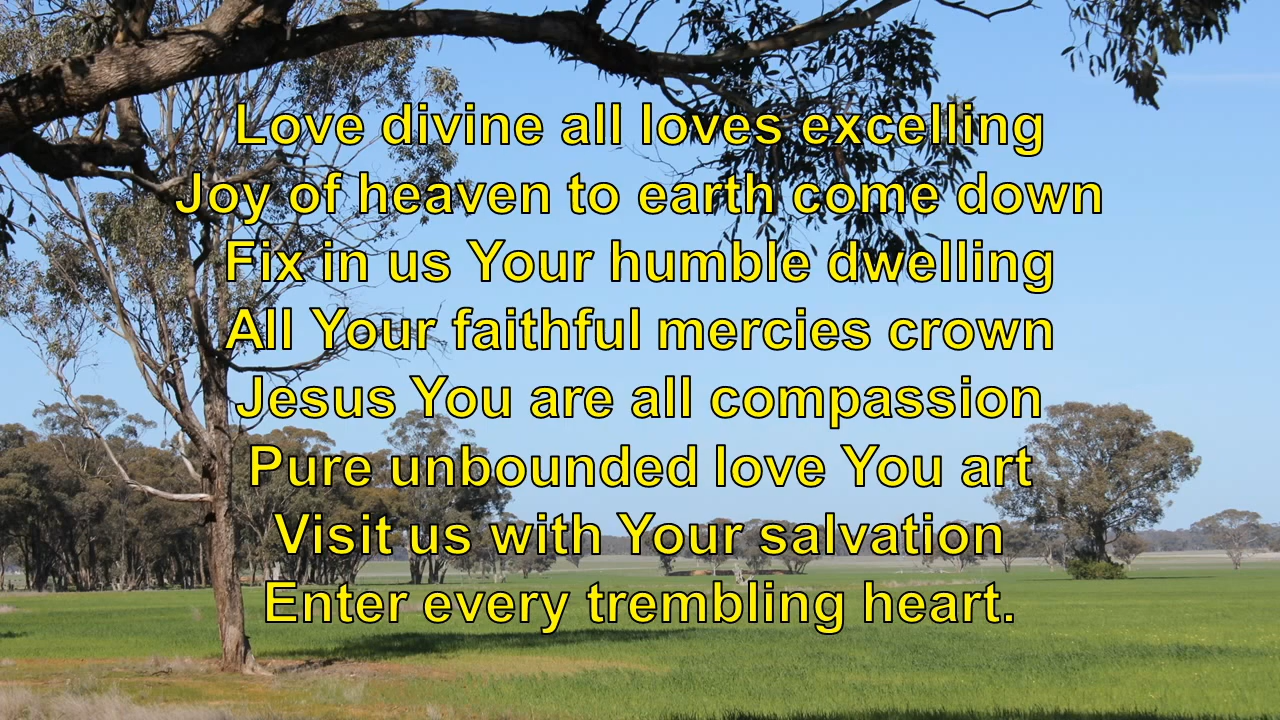 Love divine all loves excelling
Joy of heaven to earth come down
Fix in us Your humble dwelling
All Your faithful mercies crown
Jesus You are all compassion
Pure unbounded love You art
Visit us with Your salvation
Enter every trembling heart.